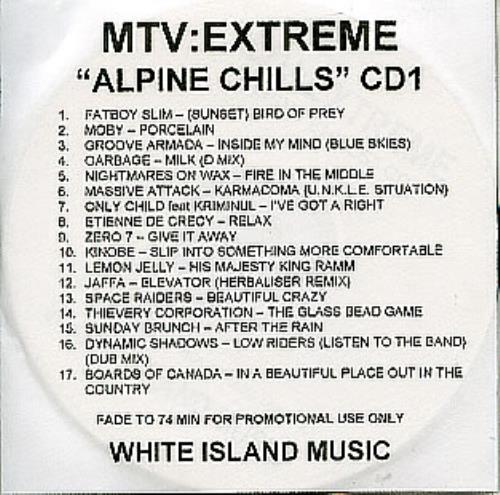 MTV:EXTREME
"ALPINE CHILLS" CD1
1. FATBOY SLIM – (SUNSET) BIRD OF PREY
2. MOBY – PORCELAIN
3. GROOVE ARMADA – INSIDE MY MIND (BLUE SKIES)
4. GARBAGE – MILK (D MIX)
5. NIGHTMARES ON WAX – FIRE IN THE MIDDLE
6. MASSIVE ATTACK – KARMACOMA (U.N.K.L.E. SITUATION)
7. ONLY CHILD feat KRIMINUL – I'VE GOT A RIGHT
8. ETIENNE DE CRECY – RELAX
9. ZERO 7 – GIVE IT AWAY
10. KINOBE – SLIP INTO SOMETHING MORE COMFORTABLE
11. LEMON JELLY – HIS MAJESTY KING RAMM
12. JAFFA – ELEVATOR (HERBALISER REMIX)
13. SPACE RAIDERS – BEAUTIFUL CRAZY
14. THIEVERY CORPORATION – THE GLASS BEAD GAME
15. SUNDAY BRUNCH – AFTER THE RAIN
16. DYNAMIC SHADOWS – LOW RIDERS (LISTEN TO THE BAND)
(DUB MIX)
17. BOARDS OF CANADA – IN A BEAUTIFUL PLACE OUT IN THE
COUNTRY
FADE TO 74 MIN FOR PROMOTIONAL USE ONLY
WHITE ISLAND MUSIC